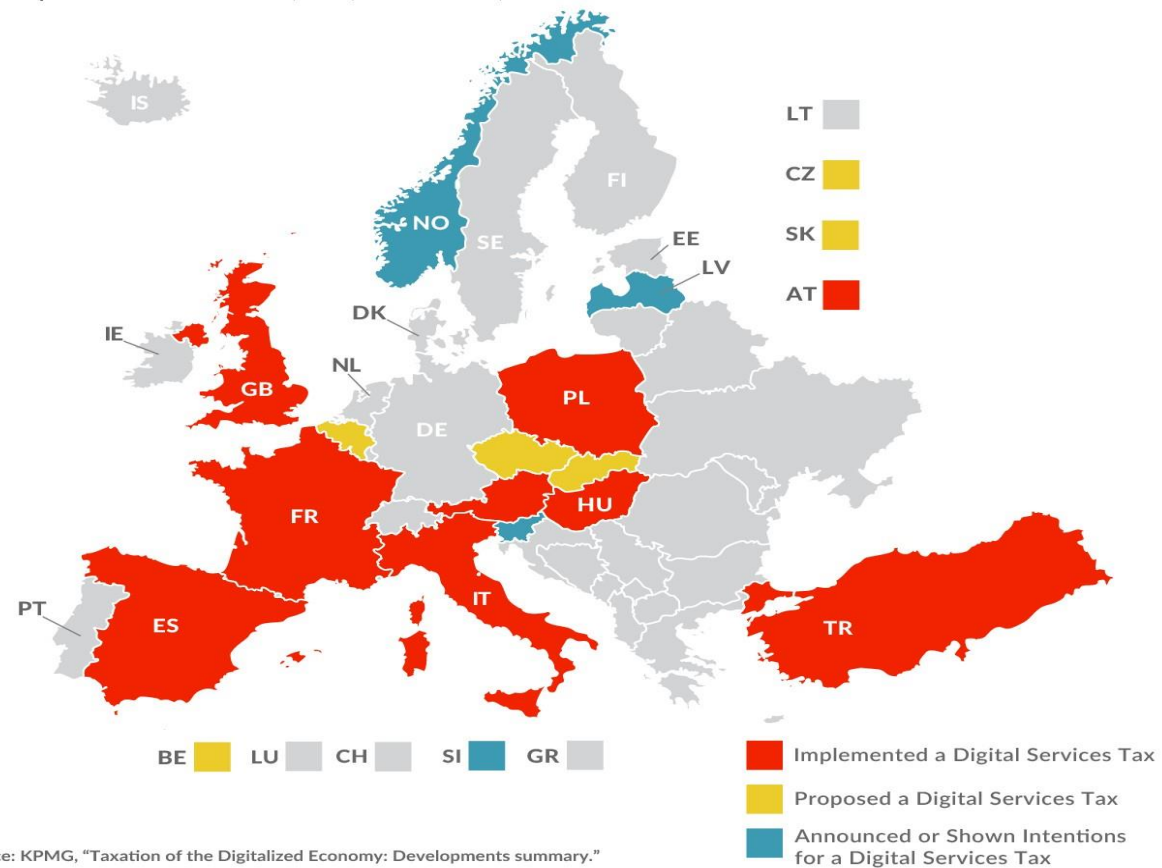 IS
LT
CZ
FI
NO
SE
SK
EE
LV
AT
DK
IE
NL
GB
PL
DE
HU
FR
IT
PT
ES
TR
BE
LU
CH
SI
GR
Implemented a Digital Services Tax
Proposed a Digital Services Tax
Announced or Shown Intentions
for a Digital Services Tax
ce: KPMG, “Taxation of the Digitalized Economy: Developments summary.”